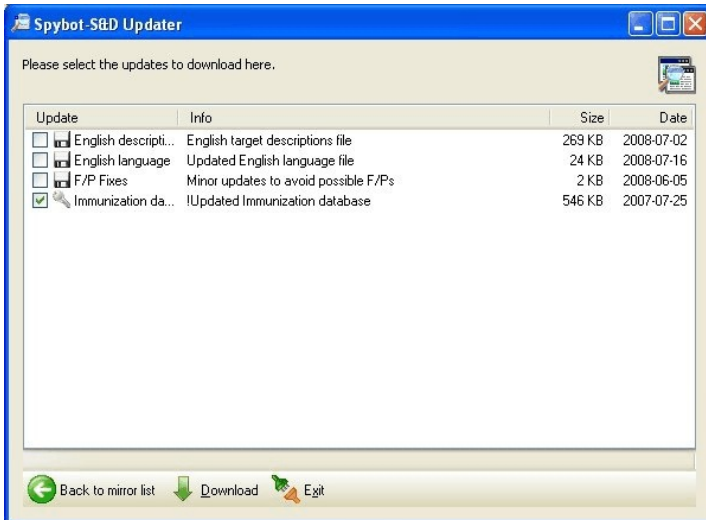 Spybot-S&D Updater
Please select the updates to download here.
Update Info Size Date
English descripti... English target descriptions file 269 KB 2008-07-02
English language Updated English language file 24 KB 2008-07-16
F/P Fixes Minor updates to avoid possible F/Ps 2 KB 2008-06-05
Immunization da... !Updated Immunization database 546 KB 2007-07-25
Back to mirror list Download Exit